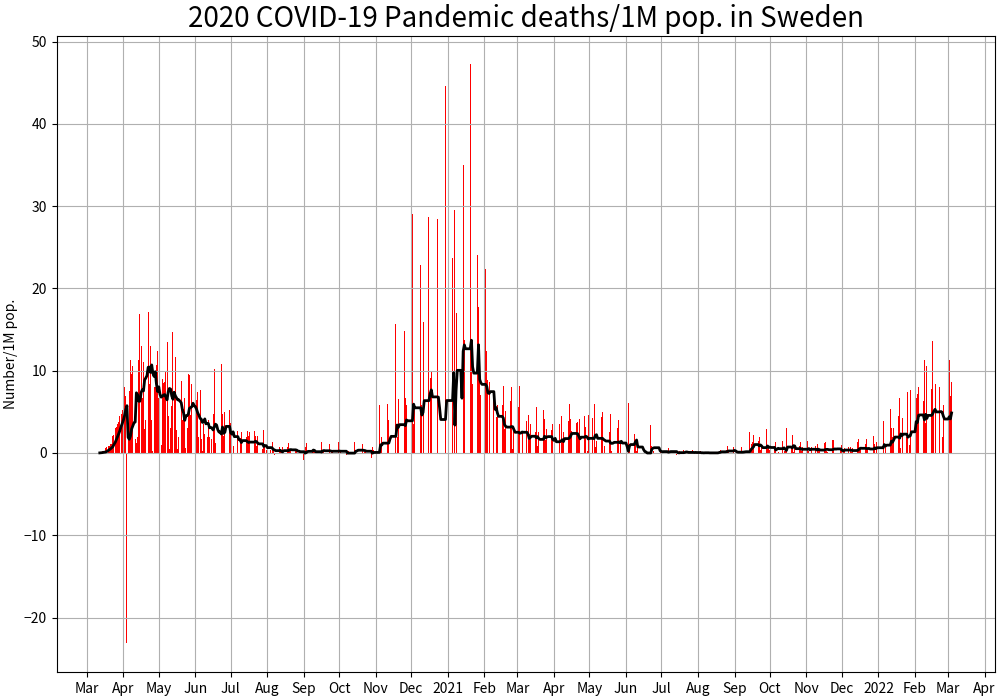 2020 COVID-19 Pandemic deaths/1M pop. in Sweden
Number/1M pop.
50
40
30
20
10
0
−10
−20
Mar Apr May Jun Jul Aug Sep Oct Nov Dec 2021 Feb Mar Apr May Jun Jul Aug Sep Oct Nov Dec 2022 Feb Mar Apr